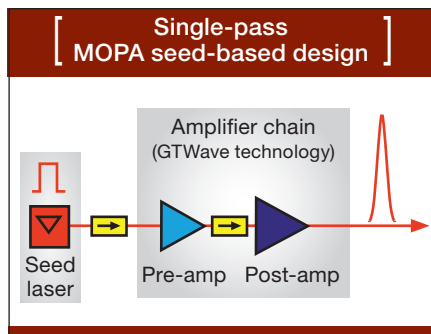 Single-pass
MOPA seed-based design
Amplifier chain
(GTWave technology)
Seed
laser
Pre-amp
Post-amp